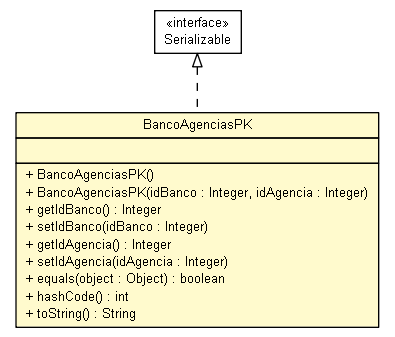 «interface»
Serializable
BancoAgenciasPK
+ BancoAgenciasPK()
+ BancoAgenciasPK(idBanco : Integer, idAgencia : Integer)
+ getIdBanco() : Integer
+ setIdBanco(idBanco : Integer)
+ getIdAgencia() : Integer
+ setIdAgencia(idAgencia : Integer)
+ equals(object : Object) : boolean
+ hashCode() : int
+ toString() : String